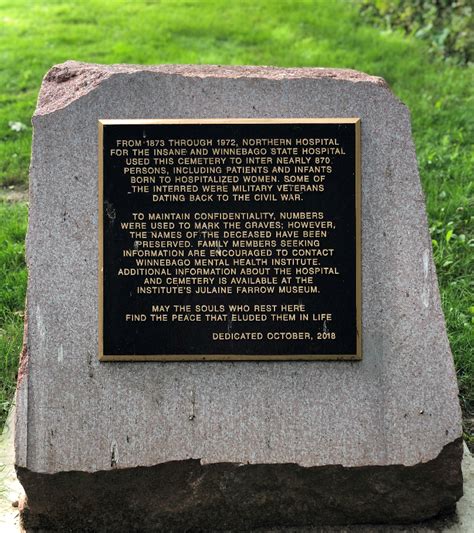 FROM 1873 THROUGH 1972, NORTHERN HOSPITAL
FOR THE INSANE AND WINNEBAGO STATE HOSPITAL
USED THIS CEMETERY TO INTER NEARLY 870
PERSONS, INCLUDING PATIENTS AND INFANTS
BORN TO HOSPITALIZED WOMEN. SOME OF
THE INTERRED WERE MILITARY VETERANS
DATING BACK TO THE CIVIL WAR.
TO MAINTAIN CONFIDENTIALITY, NUMBERS
WERE USED TO MARK THE GRAVES; HOWEVER,
THE NAMES OF THE DECEASED HAVE BEEN
PRESERVED. FAMILY MEMBERS SEEKING
INFORMATION ARE ENCOURAGED TO CONTACT
WINNEBAGO MENTAL HEALTH INSTITUTE.
ADDITIONAL INFORMATION ABOUT THE HOSPITAL
AND CEMETERY IS AVAILABLE AT THE
INSTITUTE'S JULAINE FARROW MUSEUM.
MAY THE SOULS WHO REST HERE
FIND THE PEACE THAT ELUDED THEM IN LIFE
DEDICATED OCTOBER, 2018